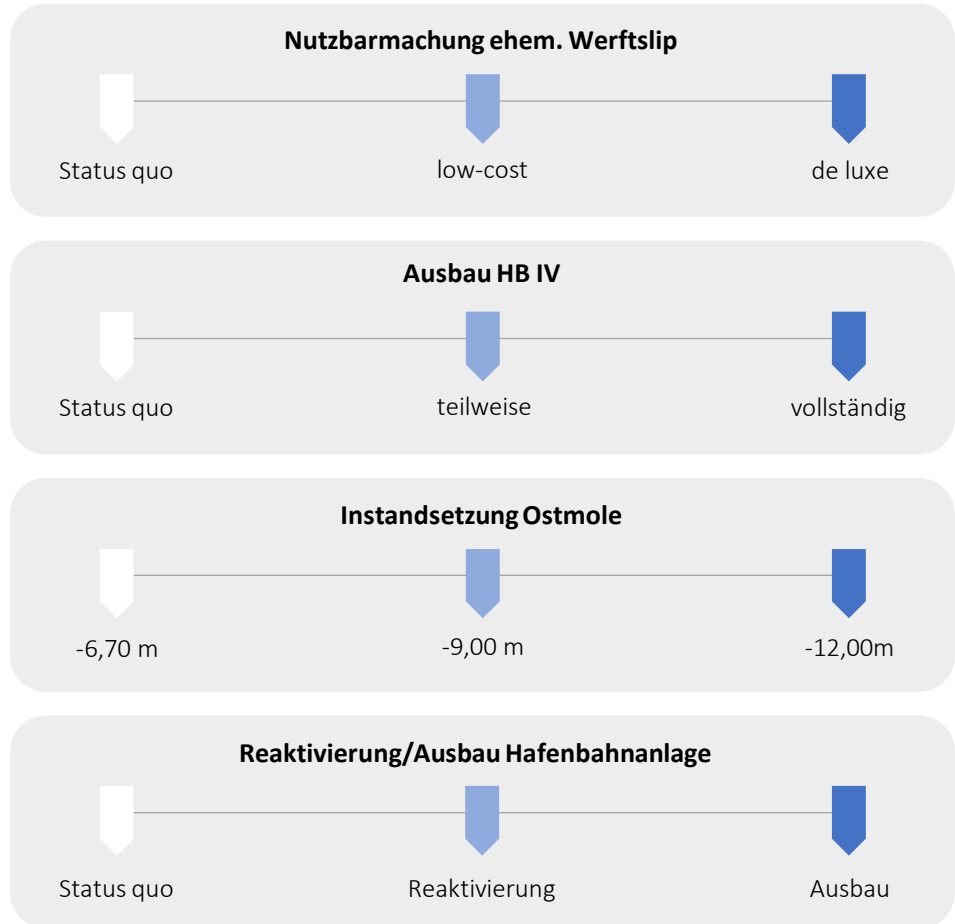 Nutzbarmachung ehem. Werftslip
Status quo
low-cost
de luxe
Ausbau HB IV
Status quo
teilweise
vollständig
Instandsetzung Ostmole
-6,70 m
-9,00 m
-12,00m
Reaktivierung/Ausbau Hafenbahnanlage
Status quo
Reaktivierung
Ausbau